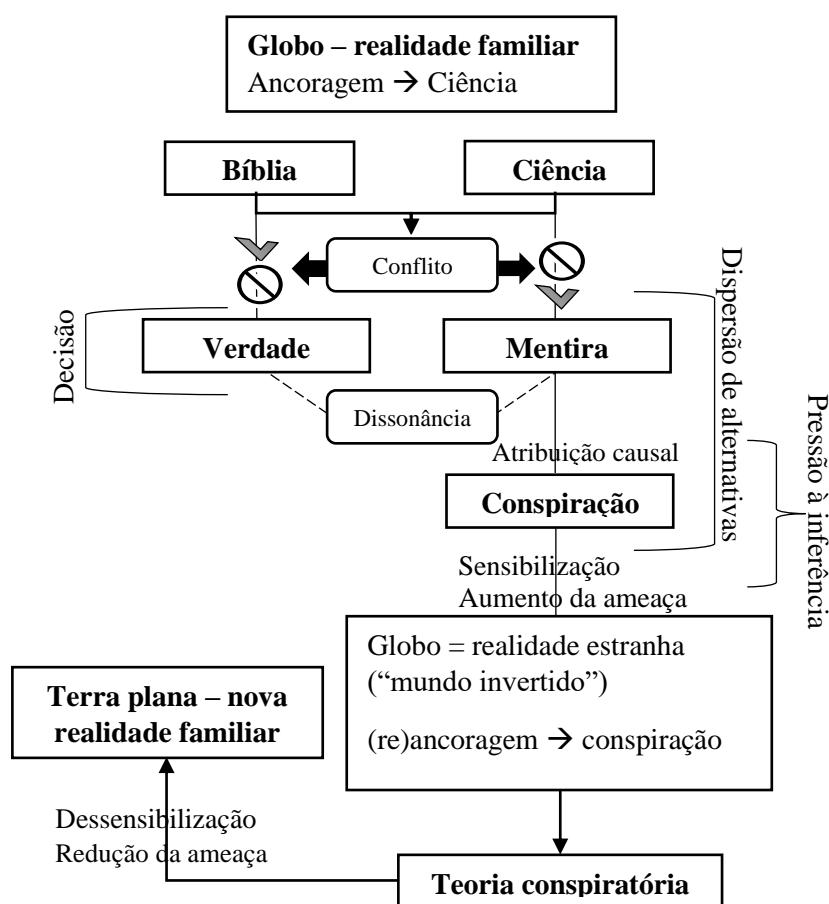 Globo – realidade familiar
Ancoragem → Ciência
Bíblia
Ciência
Conflito
Decisão
Verdade
Mentira
Dissonância
Dispersão de alternativas
Pressão à inferência
Atribuição causal
Conspiração
Sensibilização
Aumento da ameaça
Globo = realidade estranha
(“mundo invertido”)
(re)ancoragem → conspiração
Terra plana – nova
realidade familiar
Dessensibilização
Redução da ameaça
Teoria conspiratória